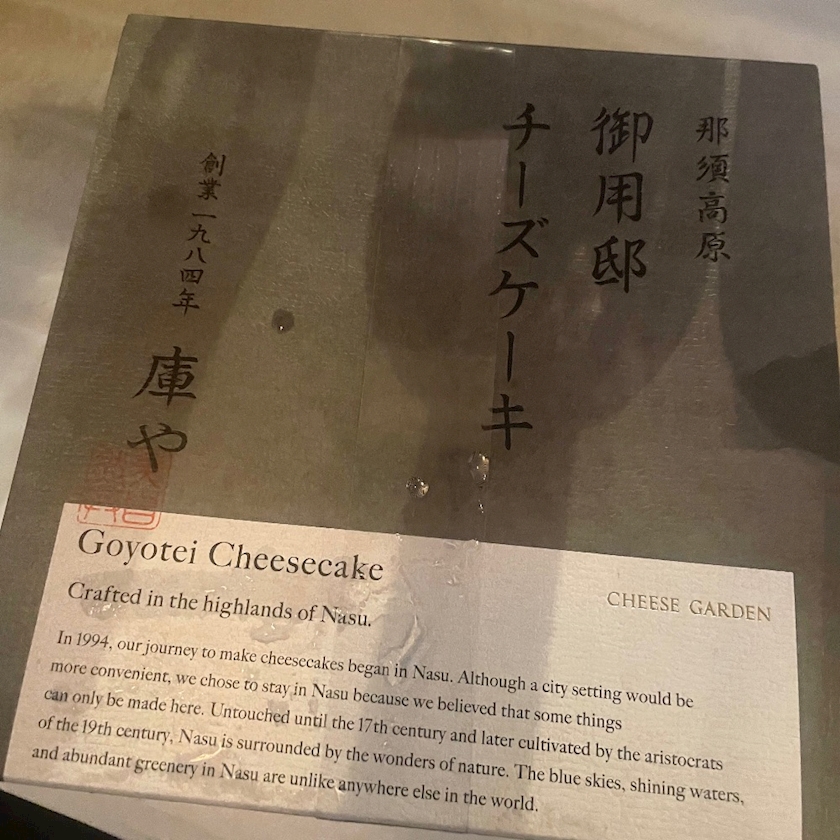 那須高原
御用邸
チーズケーキ
創業一九八四年
庫や
Goyotei Cheesecake
Crafted in the highlands of Nasu.
CHEESE GARDEN
In 1994, our journey to make cheesecakes began in Nasu. Although a city setting would be
more convenient, we chose to stay in Nasu because we believed that some things
can only be made here. Untouched until the 17th century and later cultivated by the aristocrats
of the 19th century, Nasu is surrounded by the wonders of nature. The blue skies, shining waters,
and abundant greenery in Nasu are unlike anywhere else in the world.